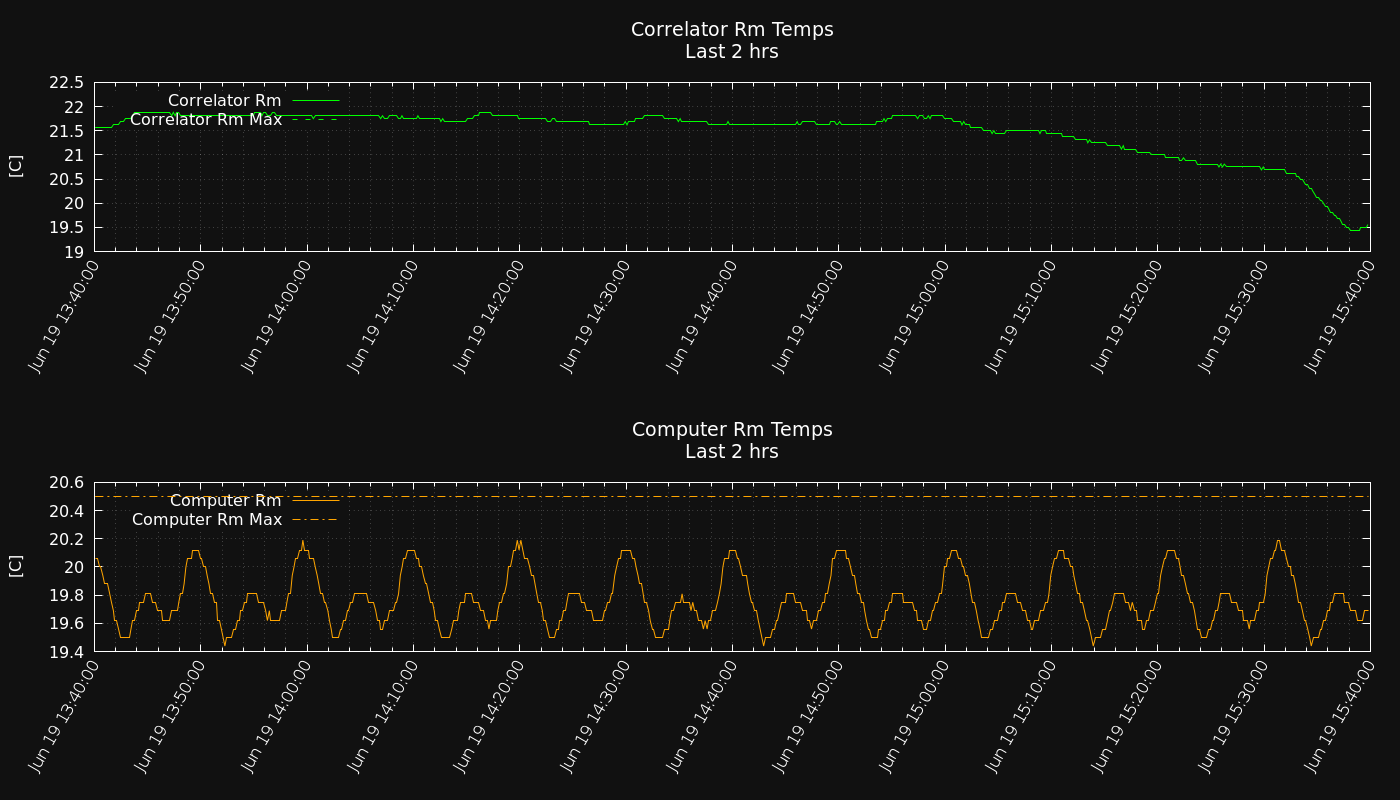 Correlator Rm Temps
Last 2 hrs
22.5
22
21.5
21
20.5
20
19.5
19
[C]
Correlator Rm
Correlator Rm Max
Jun 19 13:40:00
Jun 19 13:50:00
Jun 19 14:00:00
Jun 19 14:10:00
Jun 19 14:20:00
Jun 19 14:30:00
Jun 19 14:40:00
Jun 19 14:50:00
Jun 19 15:00:00
Jun 19 15:10:00
Jun 19 15:20:00
Jun 19 15:30:00
Jun 19 15:40:00
Computer Rm Temps
Last 2 hrs
20.6
20.4
20.2
20
19.8
19.6
19.4
[C]
Computer Rm
Computer Rm Max
Jun 19 13:40:00
Jun 19 13:50:00
Jun 19 14:00:00
Jun 19 14:10:00
Jun 19 14:20:00
Jun 19 14:30:00
Jun 19 14:40:00
Jun 19 14:50:00
Jun 19 15:00:00
Jun 19 15:10:00
Jun 19 15:20:00
Jun 19 15:30:00
Jun 19 15:40:00